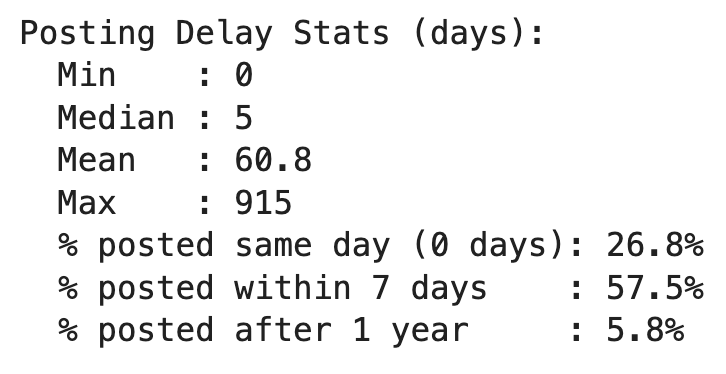 Posting Delay Stats (days):
  Min    : 0
  Median : 5
  Mean   : 60.8
  Max    : 915
  % posted same day (0 days): 26.8%
  % posted within 7 days    : 57.5%
  % posted after 1 year     : 5.8%